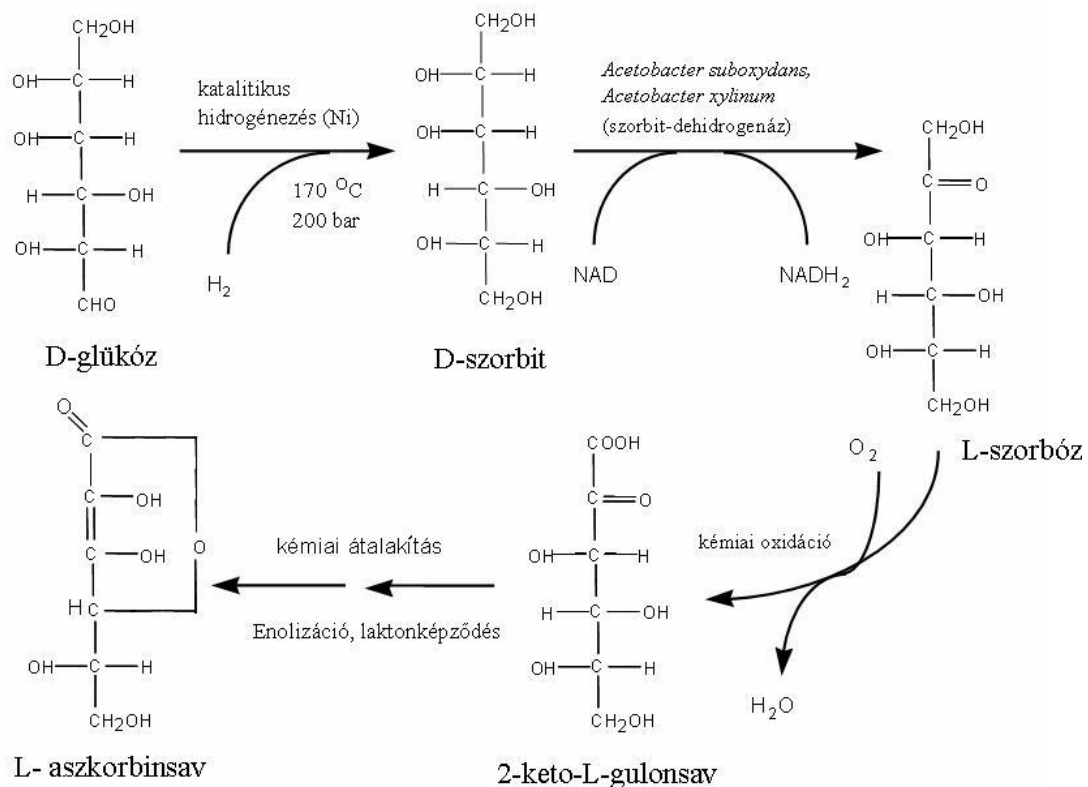 CH₂OH
OH C H
OH C H
H C OH
OH C H
CHO
D-glükóz
katalitikus
hidrogénezés (Ni)
170 °C
200 bar
H₂
CH₂OH
OH C H
OH C H
H C OH
OH C H
CH₂OH
D-szorbit
Acetobacter suboxydans,
Acetobacter xylinum
(szorbit-dehidrogenáz)
NAD
NADH₂
CH₂OH
C O
OH C H
H C OH
OH C H
CH₂OH
L-szorbóz
O₂
kémiai oxidáció
H₂O
COOH
C O
OH C H
H C OH
OH C H
CH₂OH
2-keto-L-gulonsav
kémiai átalakítás
Enolizáció, laktonképződés
O
C
C OH
C OH
O
H C
OH C H
CH₂OH
L- aszkorbinsav